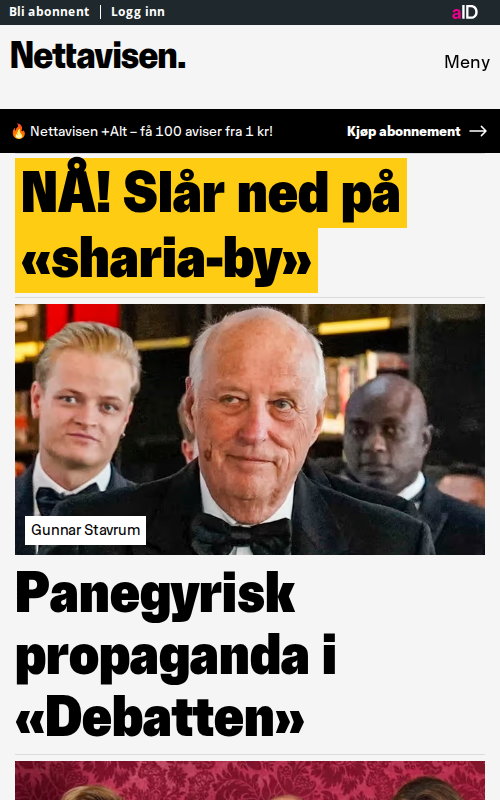 Bli abonnent | Logg inn
aID
Nettavisen.
Meny
🔥 Nettavisen +Alt – få 100 aviser fra 1 kr!
Kjøp abonnement →
NÅ! Slår ned på
«sharia-by»
Gunnar Stavrum
Panegyrisk
propaganda i
«Debatten»